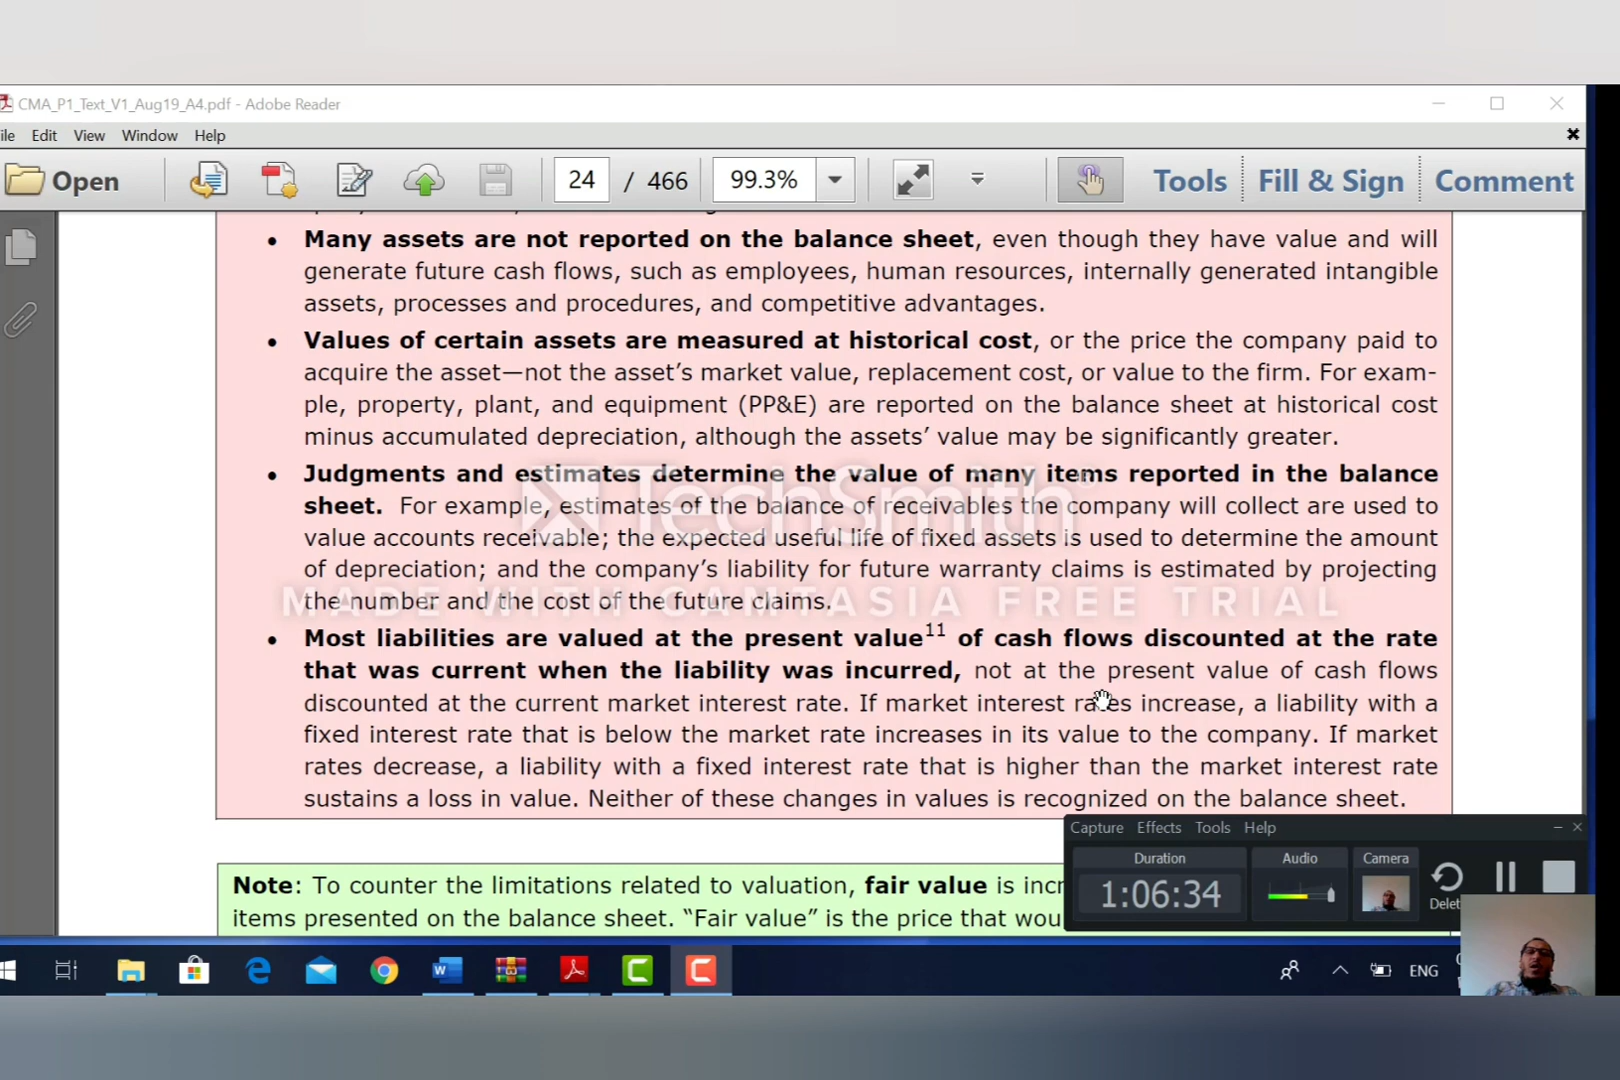 CMA_P1_Text_V1_Aug19_A4.pdf - Adobe Reader
ile Edit View Window Help
Open 24 / 466 99.3% Tools Fill & Sign Comment
• Many assets are not reported on the balance sheet, even though they have value and will
generate future cash flows, such as employees, human resources, internally generated intangible
assets, processes and procedures, and competitive advantages.
• Values of certain assets are measured at historical cost, or the price the company paid to
acquire the asset—not the asset's market value, replacement cost, or value to the firm. For exam-
ple, property, plant, and equipment (PP&E) are reported on the balance sheet at historical cost
minus accumulated depreciation, although the assets' value may be significantly greater.
• Judgments and estimates determine the value of many items reported in the balance
sheet. For example, estimates of the balance of receivables the company will collect are used to
value accounts receivable; the expected useful life of fixed assets is used to determine the amount
of depreciation; and the company's liability for future warranty claims is estimated by projecting
the number and the cost of the future claims.
TechSmith
MADE WITH CAMTASIA FREE TRIAL
• Most liabilities are valued at the present value11 of cash flows discounted at the rate
that was current when the liability was incurred, not at the present value of cash flows
discounted at the current market interest rate. If market interest rates increase, a liability with a
fixed interest rate that is below the market rate increases in its value to the company. If market
rates decrease, a liability with a fixed interest rate that is higher than the market interest rate
sustains a loss in value. Neither of these changes in values is recognized on the balance sheet.
Note: To counter the limitations related to valuation, fair value is incr
items presented on the balance sheet. “Fair value” is the price that wou
Capture Effects Tools Help
Duration Audio Camera
1:06:34
Delet
ENG